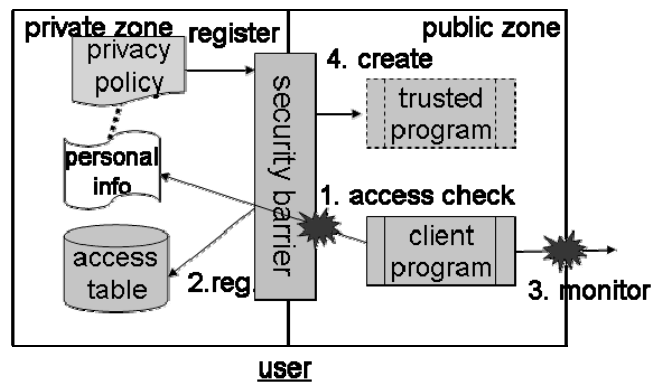 private zone
public zone
register
privacy
policy
4. create
trusted
program
security barrier
personal
info
1. access check
client
program
access
table
2.reg.
3. monitor
user